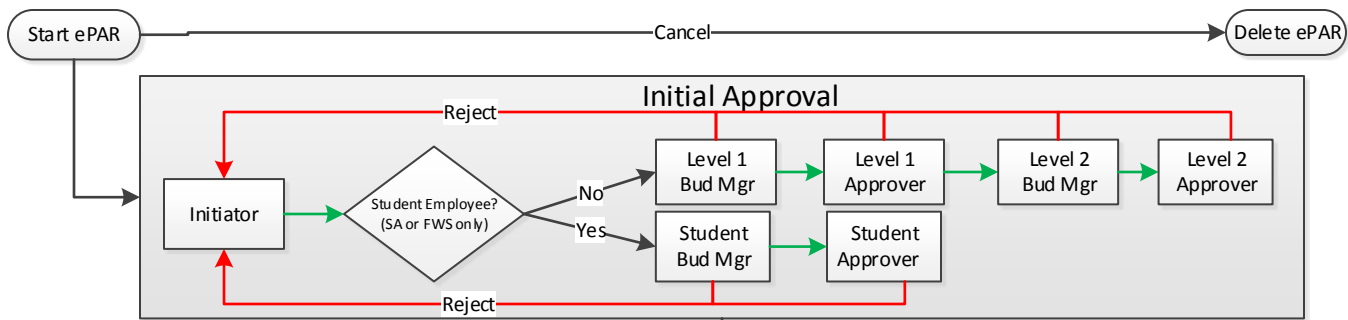 Start ePAR
Cancel
Delete ePAR
Initial Approval
Reject
Level 1
Bud Mgr
Level 1
Approver
Level 2
Bud Mgr
Level 2
Approver
Initiator
Student Employee?
(SA or FWS only)
No
Yes
Student
Bud Mgr
Student
Approver
Reject